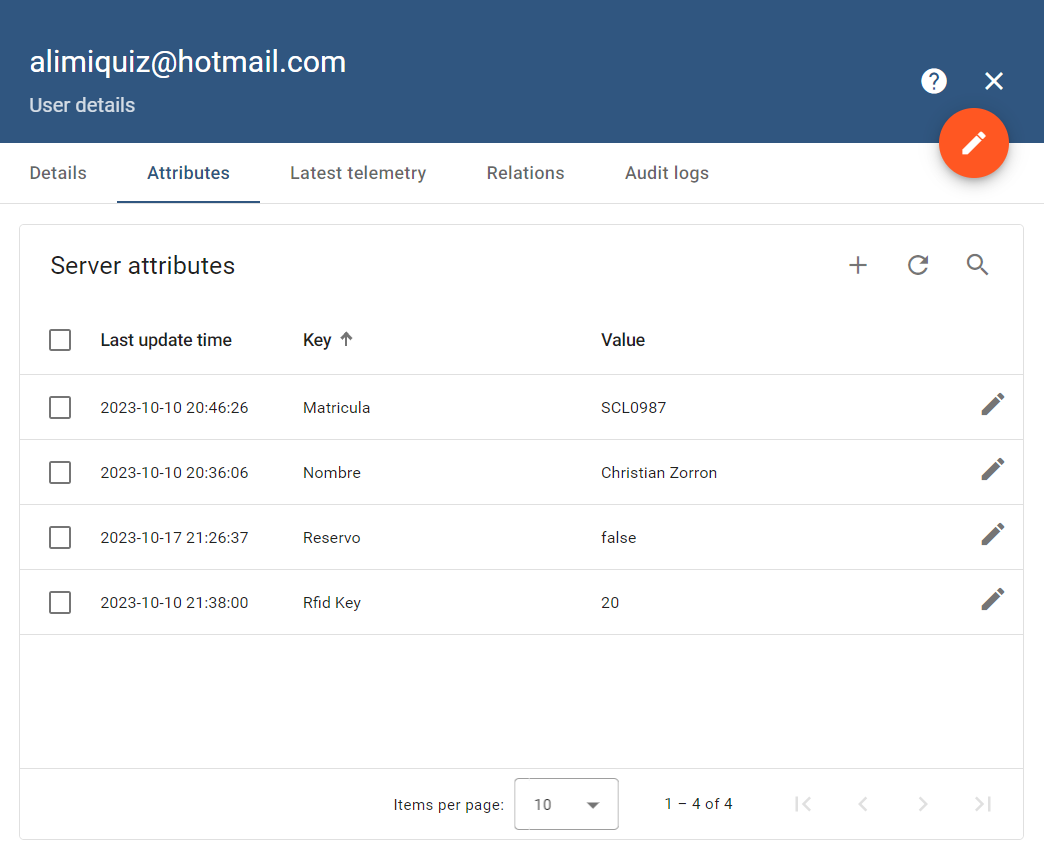 alimiquiz@hotmail.com
User details
Details Attributes Latest telemetry Relations Audit logs
Server attributes
Last update time Key Value
2023-10-10 20:46:26 Matricula SCL0987
2023-10-10 20:36:06 Nombre Christian Zorron
2023-10-17 21:26:37 Reservo false
2023-10-10 21:38:00 Rfid Key 20
Items per page: 10 1 – 4 of 4